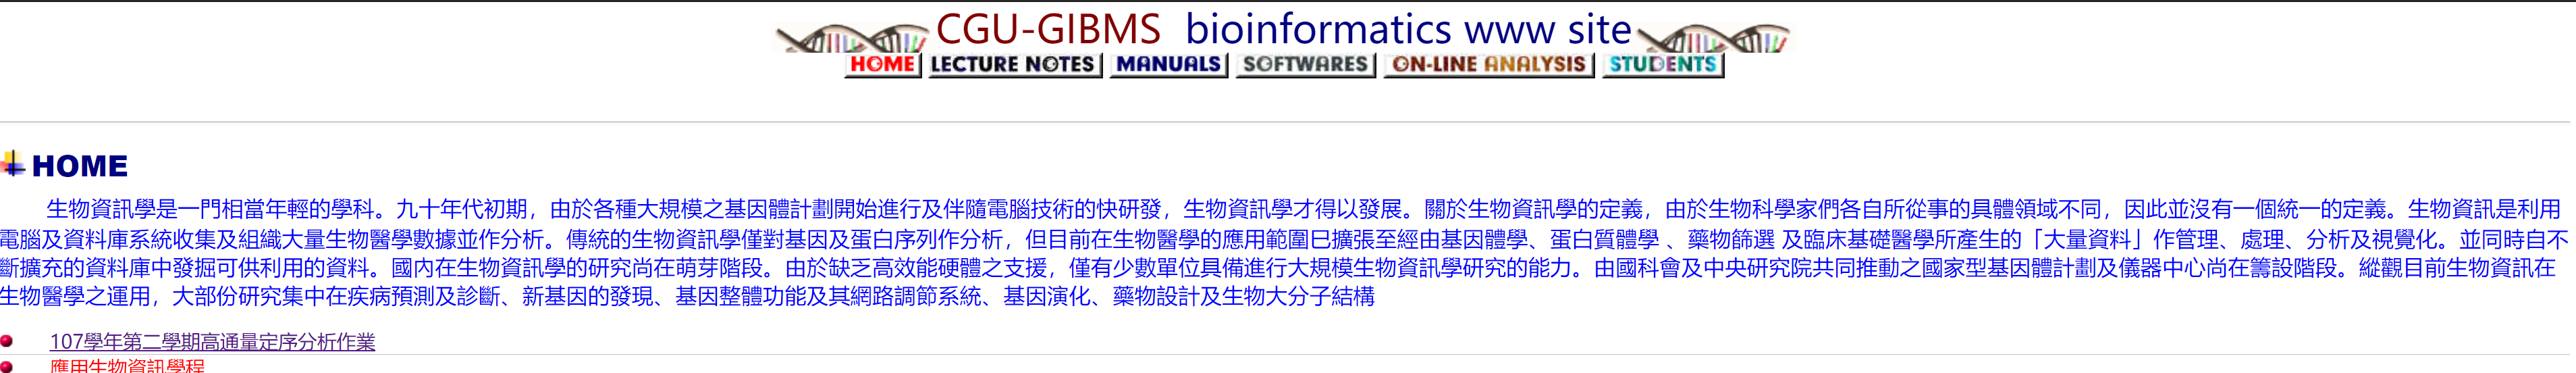 CGU-GIBMS bioinformatics www site
HOME LECTURE NOTES MANUALS SOFTWARES ON-LINE ANALYSIS STUDENTS
HOME
生物資訊學是一門相當年輕的學科。九十年代初期，由於各種大規模之基因體計劃開始進行及伴隨電腦技術的快研發，生物資訊學才得以發展。關於生物資訊學的定義，由於生物科學家們各自所從事的具體領域不同，因此並沒有一個統一的定義。生物資訊是利用
電腦及資料庫系統收集及組織大量生物醫學數據並作分析。傳統的生物資訊學僅對基因及蛋白序列作分析，但目前在生物醫學的應用範圍巳擴張至經由基因體學、蛋白質體學 、藥物篩選 及臨床基礎醫學所產生的「大量資料」作管理、處理、分析及視覺化。並同時自不
斷擴充的資料庫中發掘可供利用的資料。國內在生物資訊學的研究尚在萌芽階段。由於缺乏高效能硬體之支援，僅有少數單位具備進行大規模生物資訊學研究的能力。由國科會及中央研究院共同推動之國家型基因體計劃及儀器中心尚在籌設階段。縱觀目前生物資訊在
生物醫學之運用，大部份研究集中在疾病預測及診斷、新基因的發現、基因整體功能及其網路調節系統、基因演化、藥物設計及生物大分子結構
107學年第二學期高通量定序分析作業
應用生物資訊學程